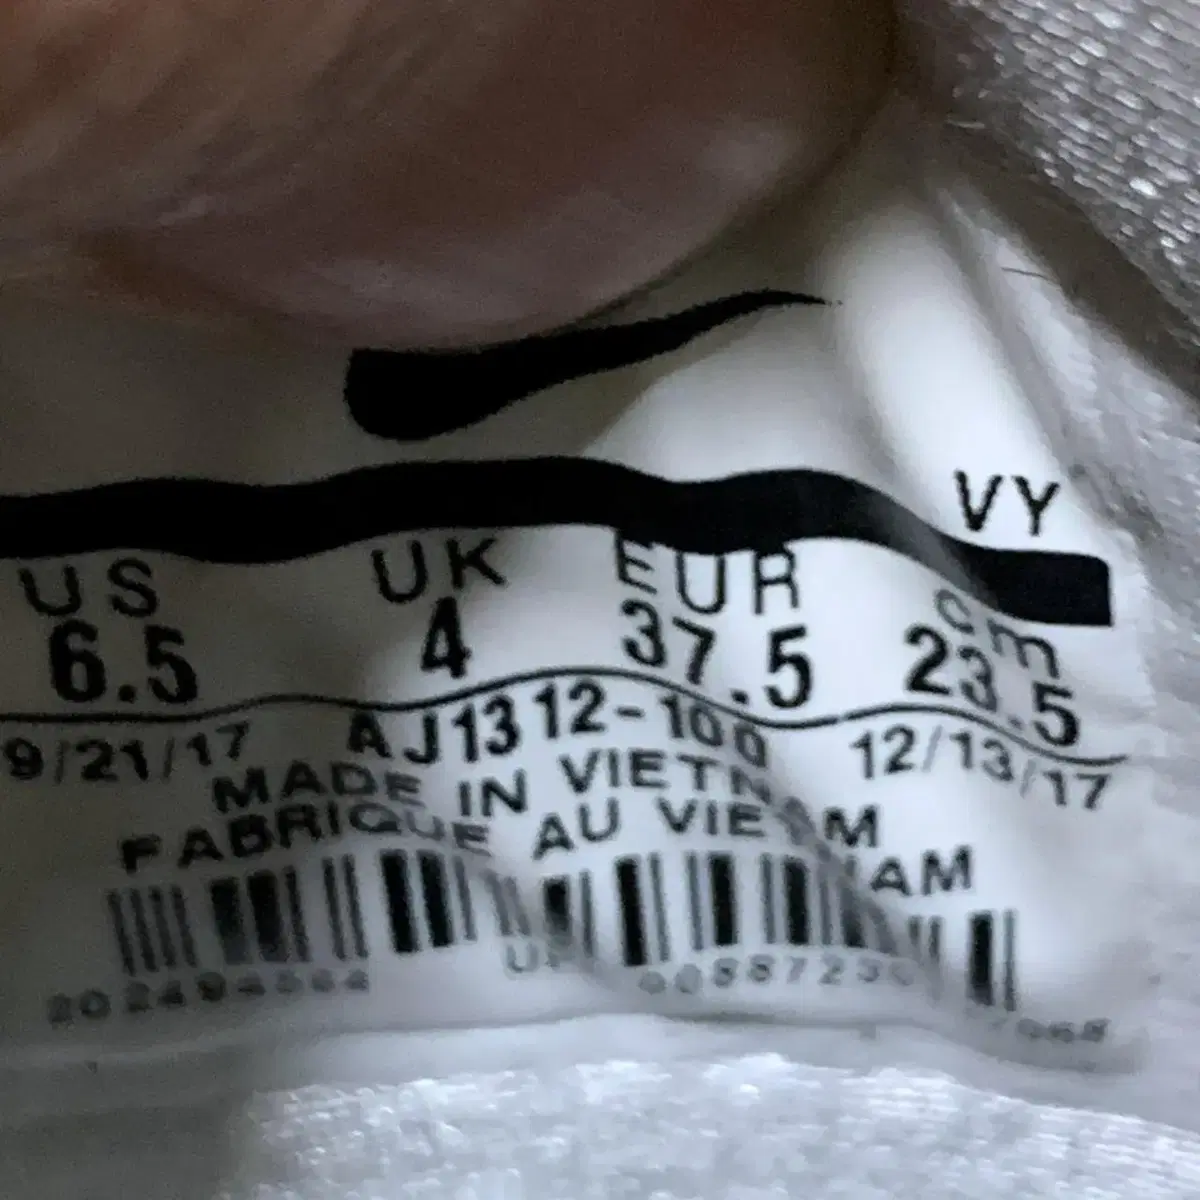 VY
US UK EUR cm
6.5 4 37.5 23.5
9/21/17 AJ1312-100 12/13/17
MADE IN VIETNAM
FABRIQUE AU VIETNAM